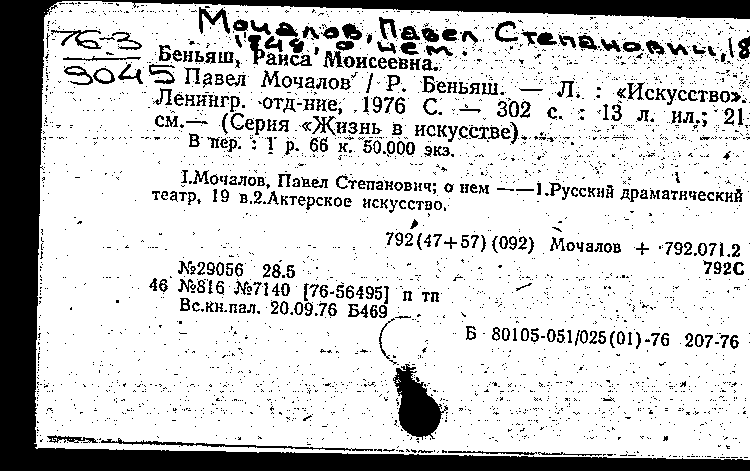 Мочалов, Павел Степанович, 18
1848, о нем.
76-3
9045
Беньяш, Раиса Моисеевна.
Павел Мочалов / Р. Беньяш. — Л. : «Искусство».
Ленингр. отд-ние, 1976 С. — 302 с. : 13 л. ил.; 21
см.— (Серия «Жизнь в искусстве).
В пер. : 1 р. 66 к. 50.000 экз.
I.Мочалов, Павел Степанович; о нем ——1.Русский драматический
театр, 19 в.2.Актерское искусство.
792(47+57)(092) Мочалов + 792.071.2
792С
№29056 28.5
46 №816 №7140 [76-56495] п тп
Вс.кн.пал. 20.09.76 Б469
Б 80105-051/025(01)-76 207-76